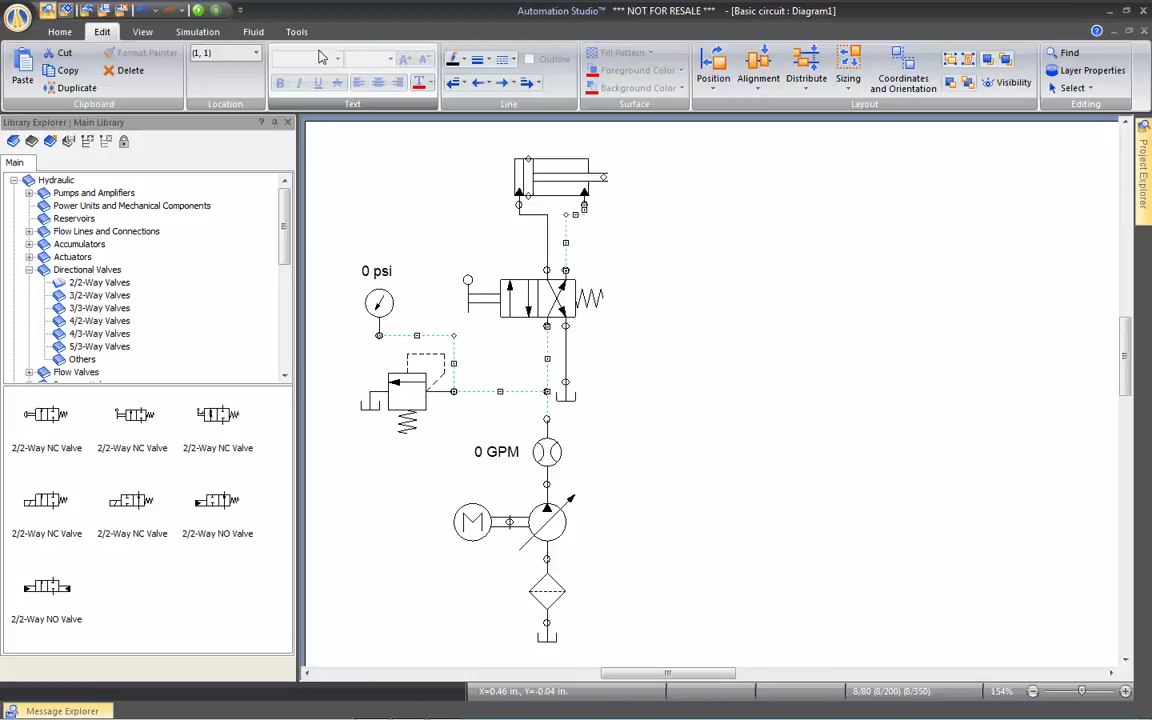 Automation Studio™ *** NOT FOR RESALE *** - [Basic circuit : Diagram1]
Home Edit View Simulation Fluid Tools
Paste
Cut
Copy
Duplicate
Format Painter
Delete
Clipboard
(1, 1)
Location
B I U S
A A
T
Text
Outline
Line
Fill Pattern
Foreground Color
Background Color
Surface
Position
Alignment
Distribute
Sizing
Coordinates
and Orientation
Visibility
Layout
Find
Layer Properties
Select
Editing
Library Explorer | Main Library
Main
Hydraulic
Pumps and Amplifiers
Power Units and Mechanical Components
Reservoirs
Flow Lines and Connections
Accumulators
Actuators
Directional Valves
2/2-Way Valves
3/2-Way Valves
3/3-Way Valves
4/2-Way Valves
4/3-Way Valves
5/3-Way Valves
Others
Flow Valves
2/2-Way NC Valve 2/2-Way NC Valve 2/2-Way NC Valve
2/2-Way NC Valve 2/2-Way NC Valve 2/2-Way NO Valve
2/2-Way NO Valve
0 psi
0 GPM
M
Project Explorer
X=0.46 in., Y=-0.04 in.
8/80 (8/200) (8/350)
154%
Message Explorer